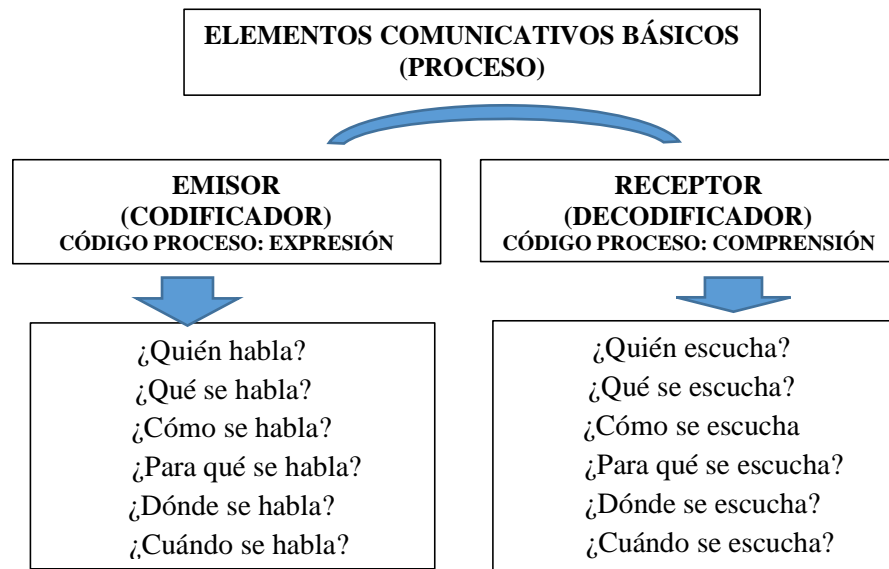 ELEMENTOS COMUNICATIVOS BÁSICOS
(PROCESO)
EMISOR
(CODIFICADOR)
CÓDIGO PROCESO: EXPRESIÓN
¿Quién habla?
¿Qué se habla?
¿Cómo se habla?
¿Para qué se habla?
¿Dónde se habla?
¿Cuándo se habla?
RECEPTOR
(DECODIFICADOR)
CÓDIGO PROCESO: COMPRENSIÓN
¿Quién escucha?
¿Qué se escucha?
¿Cómo se escucha
¿Para qué se escucha?
¿Dónde se escucha?
¿Cuándo se escucha?